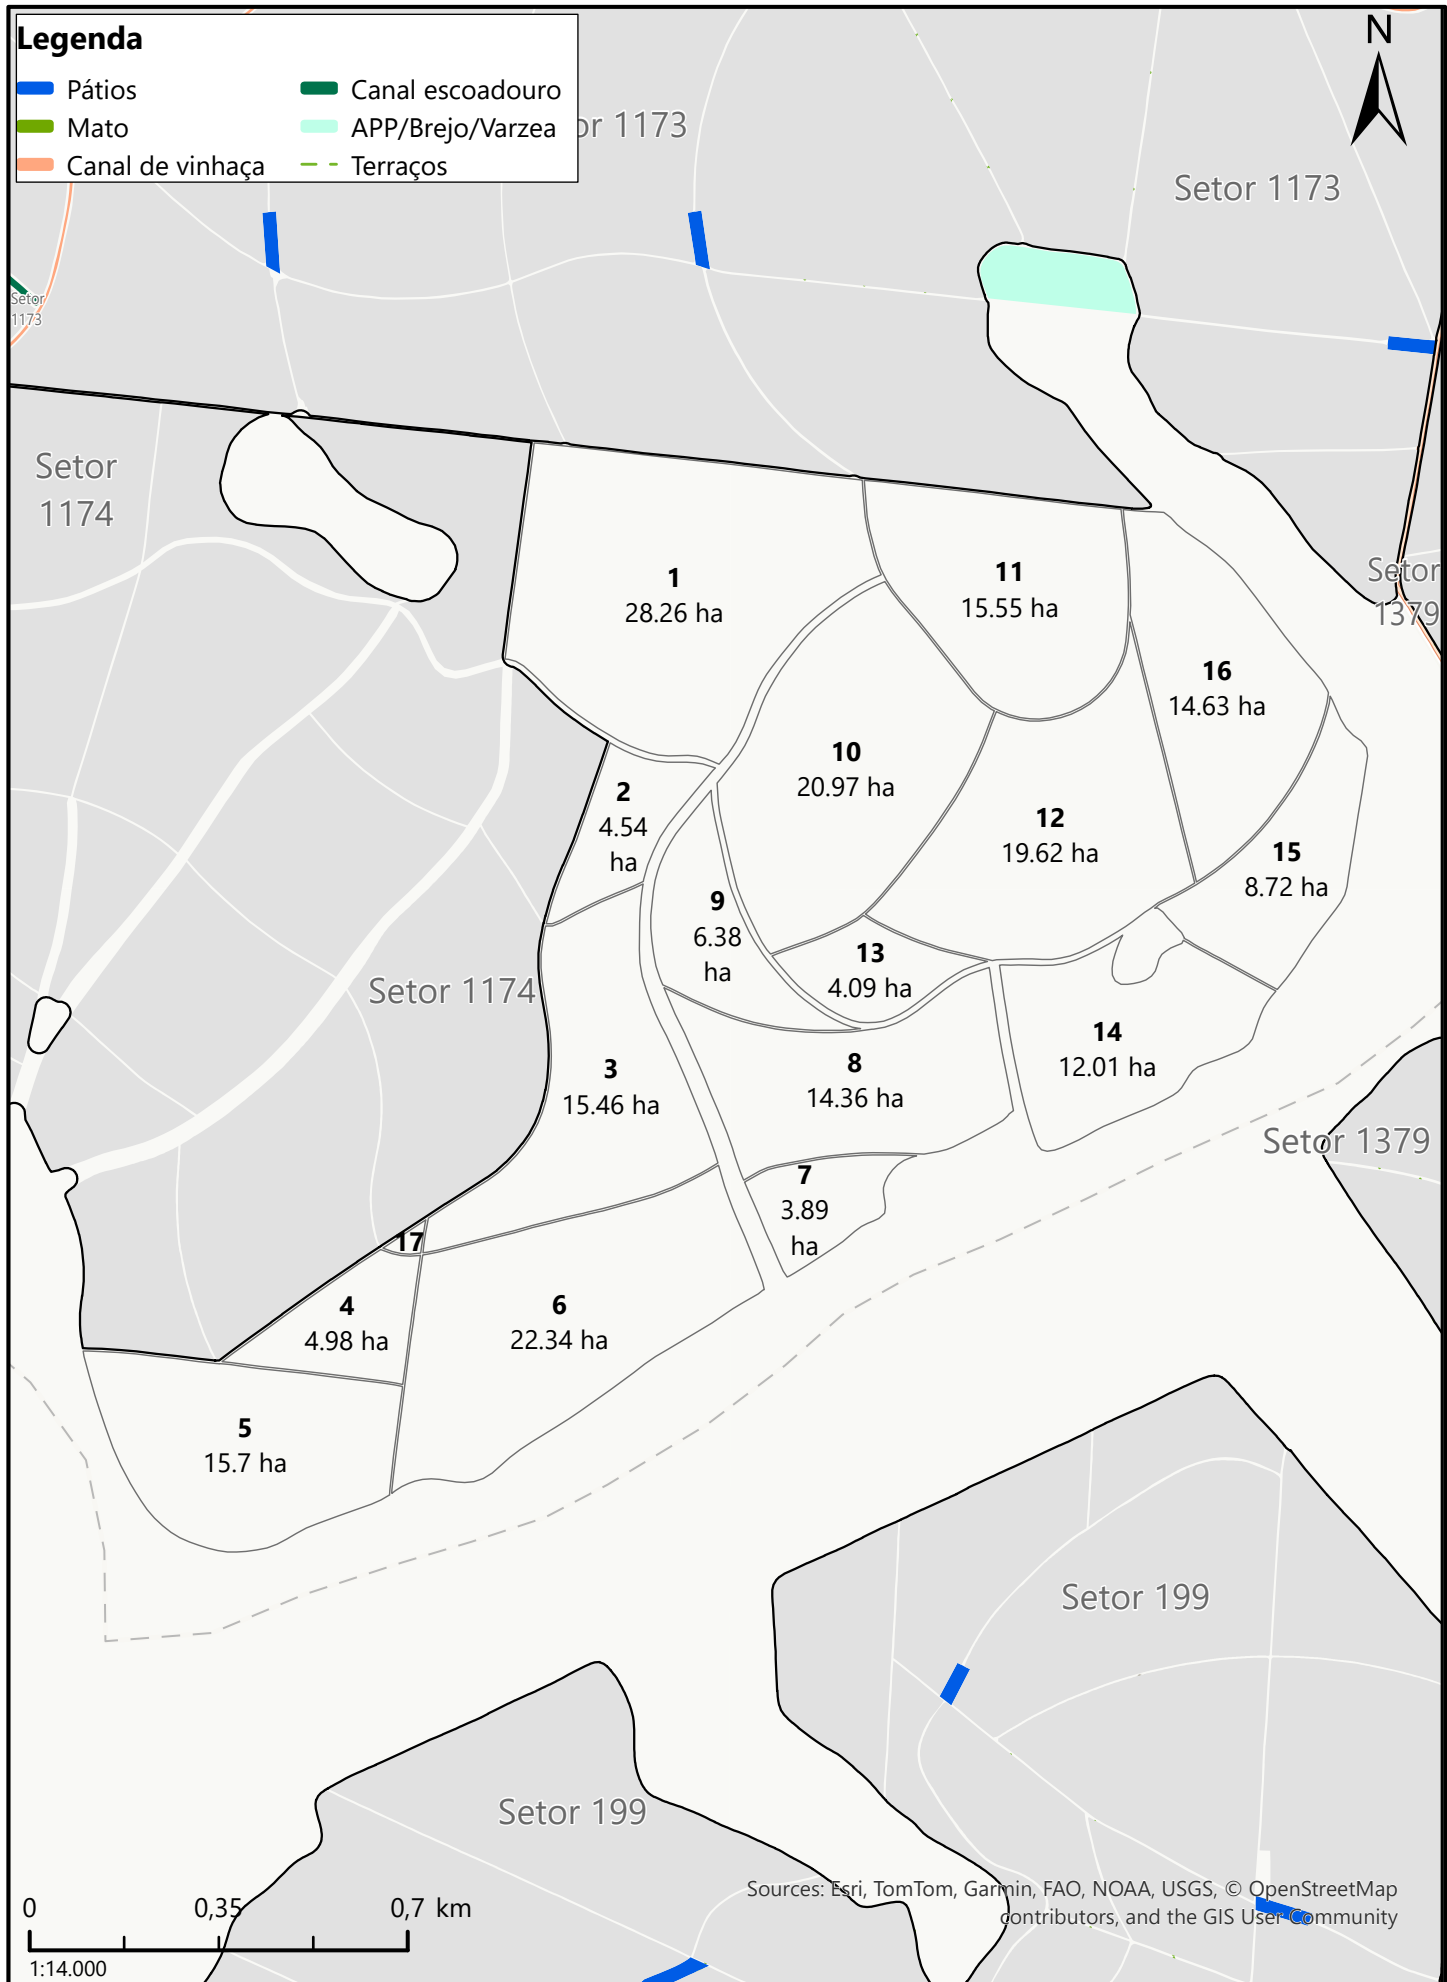 Legenda
Pátios
Mato
Canal de vinhaça
Canal escoadouro
APP/Brejo/Varzea
Terraços
N
or 1173
Setor 1173
Setor
1173
Setor
1174
Setor
1379
1
28.26 ha
11
15.55 ha
16
14.63 ha
10
20.97 ha
2
4.54
ha
12
19.62 ha
15
8.72 ha
9
6.38
ha
13
4.09 ha
Setor 1174
14
12.01 ha
3
15.46 ha
8
14.36 ha
Setor 1379
7
3.89
ha
17
4
4.98 ha
6
22.34 ha
5
15.7 ha
Setor 199
Setor 199
Sources: Esri, TomTom, Garmin, FAO, NOAA, USGS, © OpenStreetMap
contributors, and the GIS User Community
0 0,35 0,7 km
1:14.000